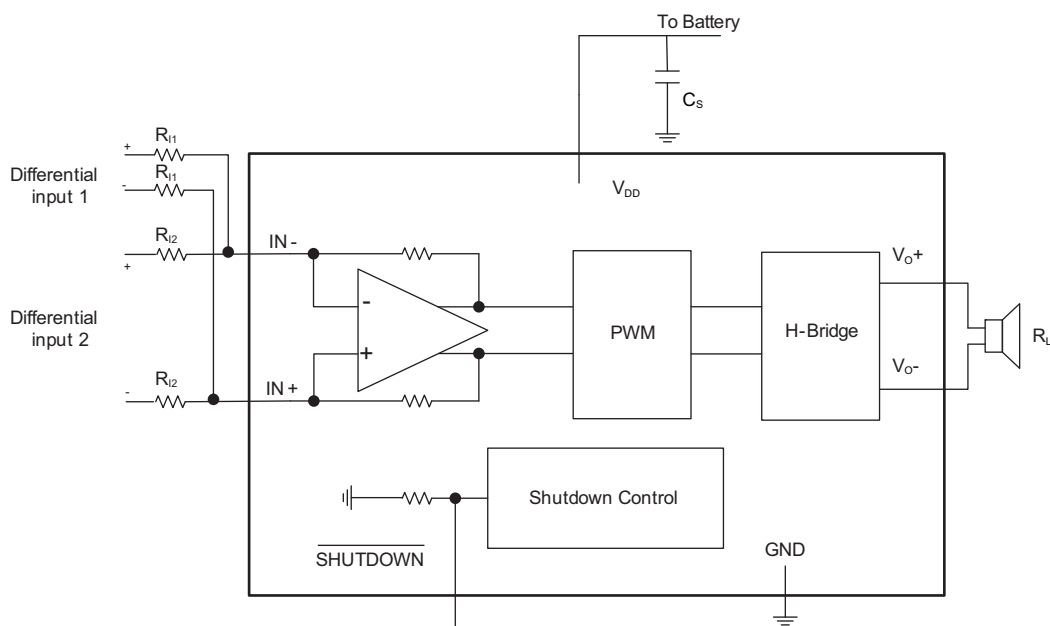 To Battery
C_S
+
R_I1
Differential
input 1
-
R_I1
V_DD
R_I2
+
IN -
V_O+
-
Differential
input 2
PWM
H-Bridge
R_L
+
V_O-
R_I2
-
IN +
Shutdown Control
SHUTDOWN
GND